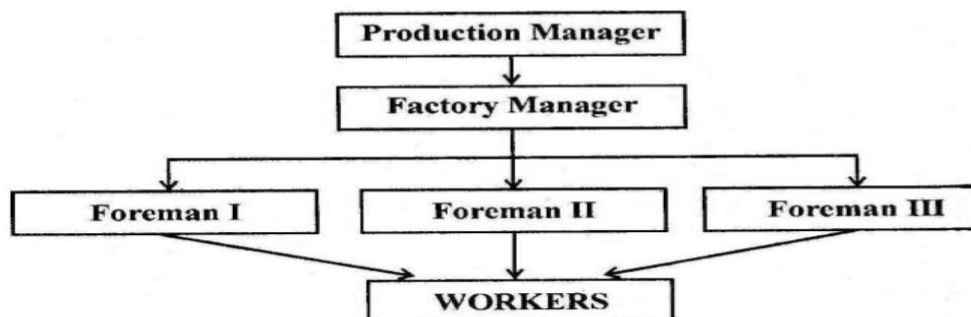 Production Manager
Factory Manager
Foreman I
Foreman II
Foreman III
WORKERS